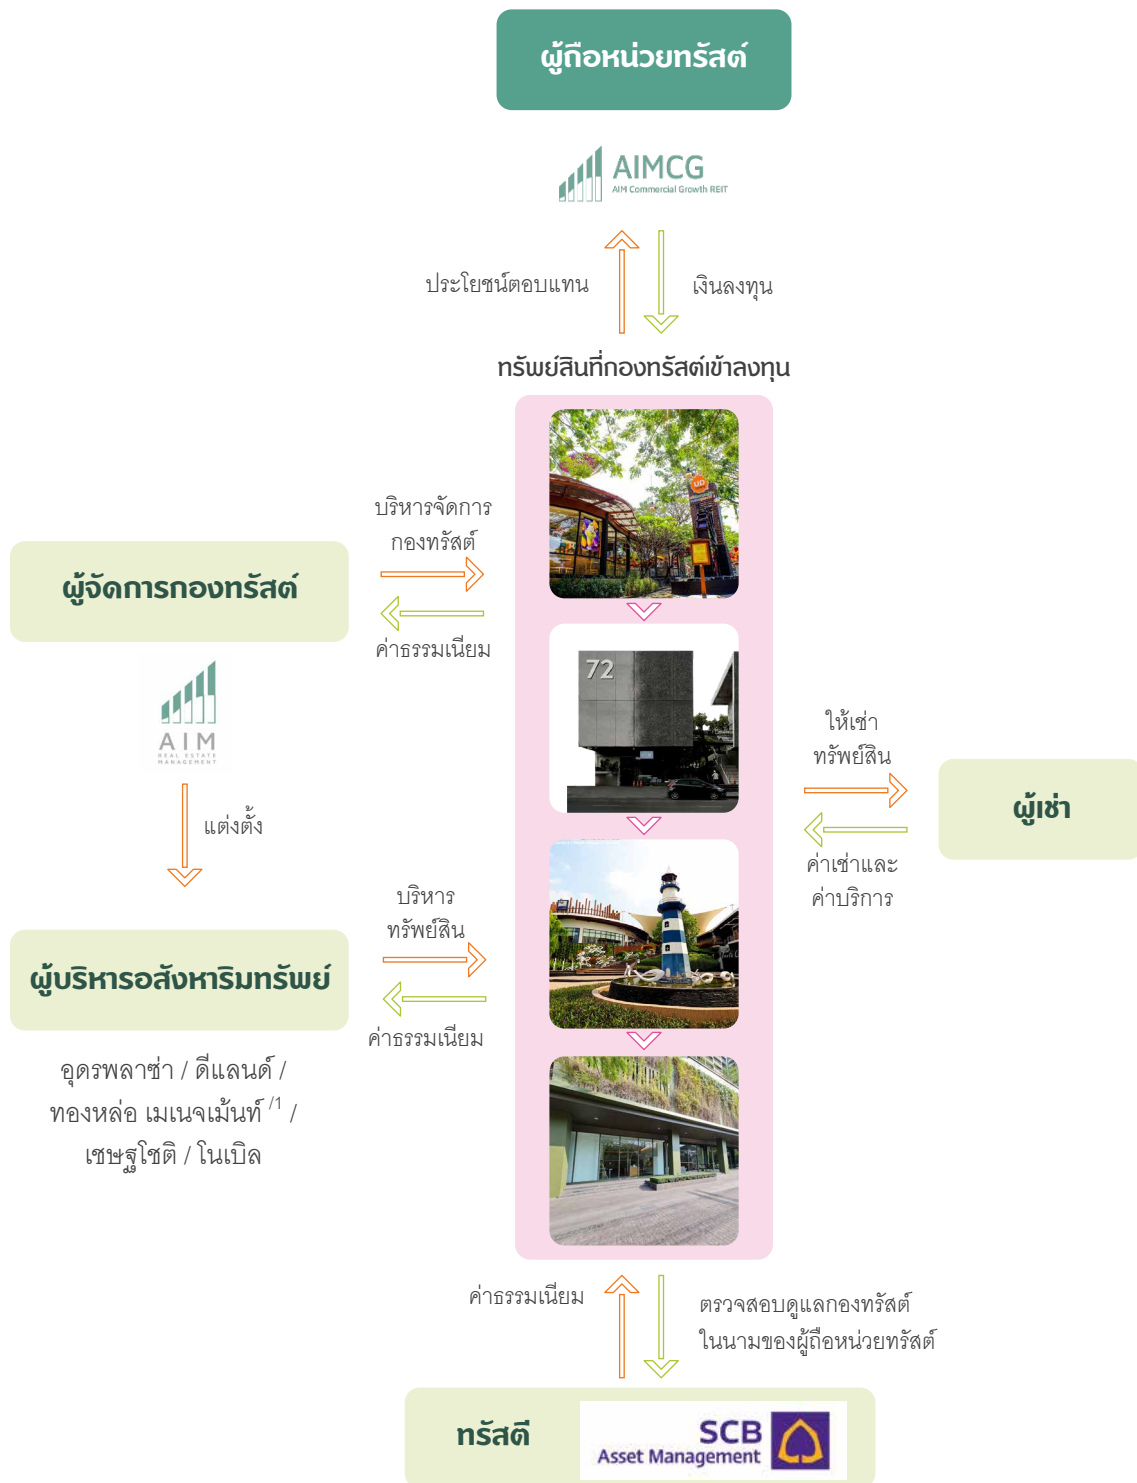 ผู้ถือหน่วยทรัสต์
AIMCG
AIM Commercial Growth REIT
ประโยชน์ตอบแทน
เงินลงทุน
ทรัพย์สินที่กองทรัสต์เข้าลงทุน
UD
บริหารจัดการ
กองทรัสต์
ผู้จัดการกองทรัสต์
ค่าธรรมเนียม
72
AIM
REAL ESTATE
MANAGEMENT
ให้เช่า
ทรัพย์สิน
ผู้เช่า
แต่งตั้ง
ค่าเช่าและ
ค่าบริการ
บริหาร
ทรัพย์สิน
ผู้บริหารอสังหาริมทรัพย์
ค่าธรรมเนียม
อุดรพลาซ่า / ดีแลนด์ /
ทองหล่อ เมเนจเม้นท์ /1 /
เชษฐโชติ / โนเบิล
ค่าธรรมเนียม
ตรวจสอบดูแลกองทรัสต์
ในนามของผู้ถือหน่วยทรัสต์
ทรัสตี
SCB
Asset Management